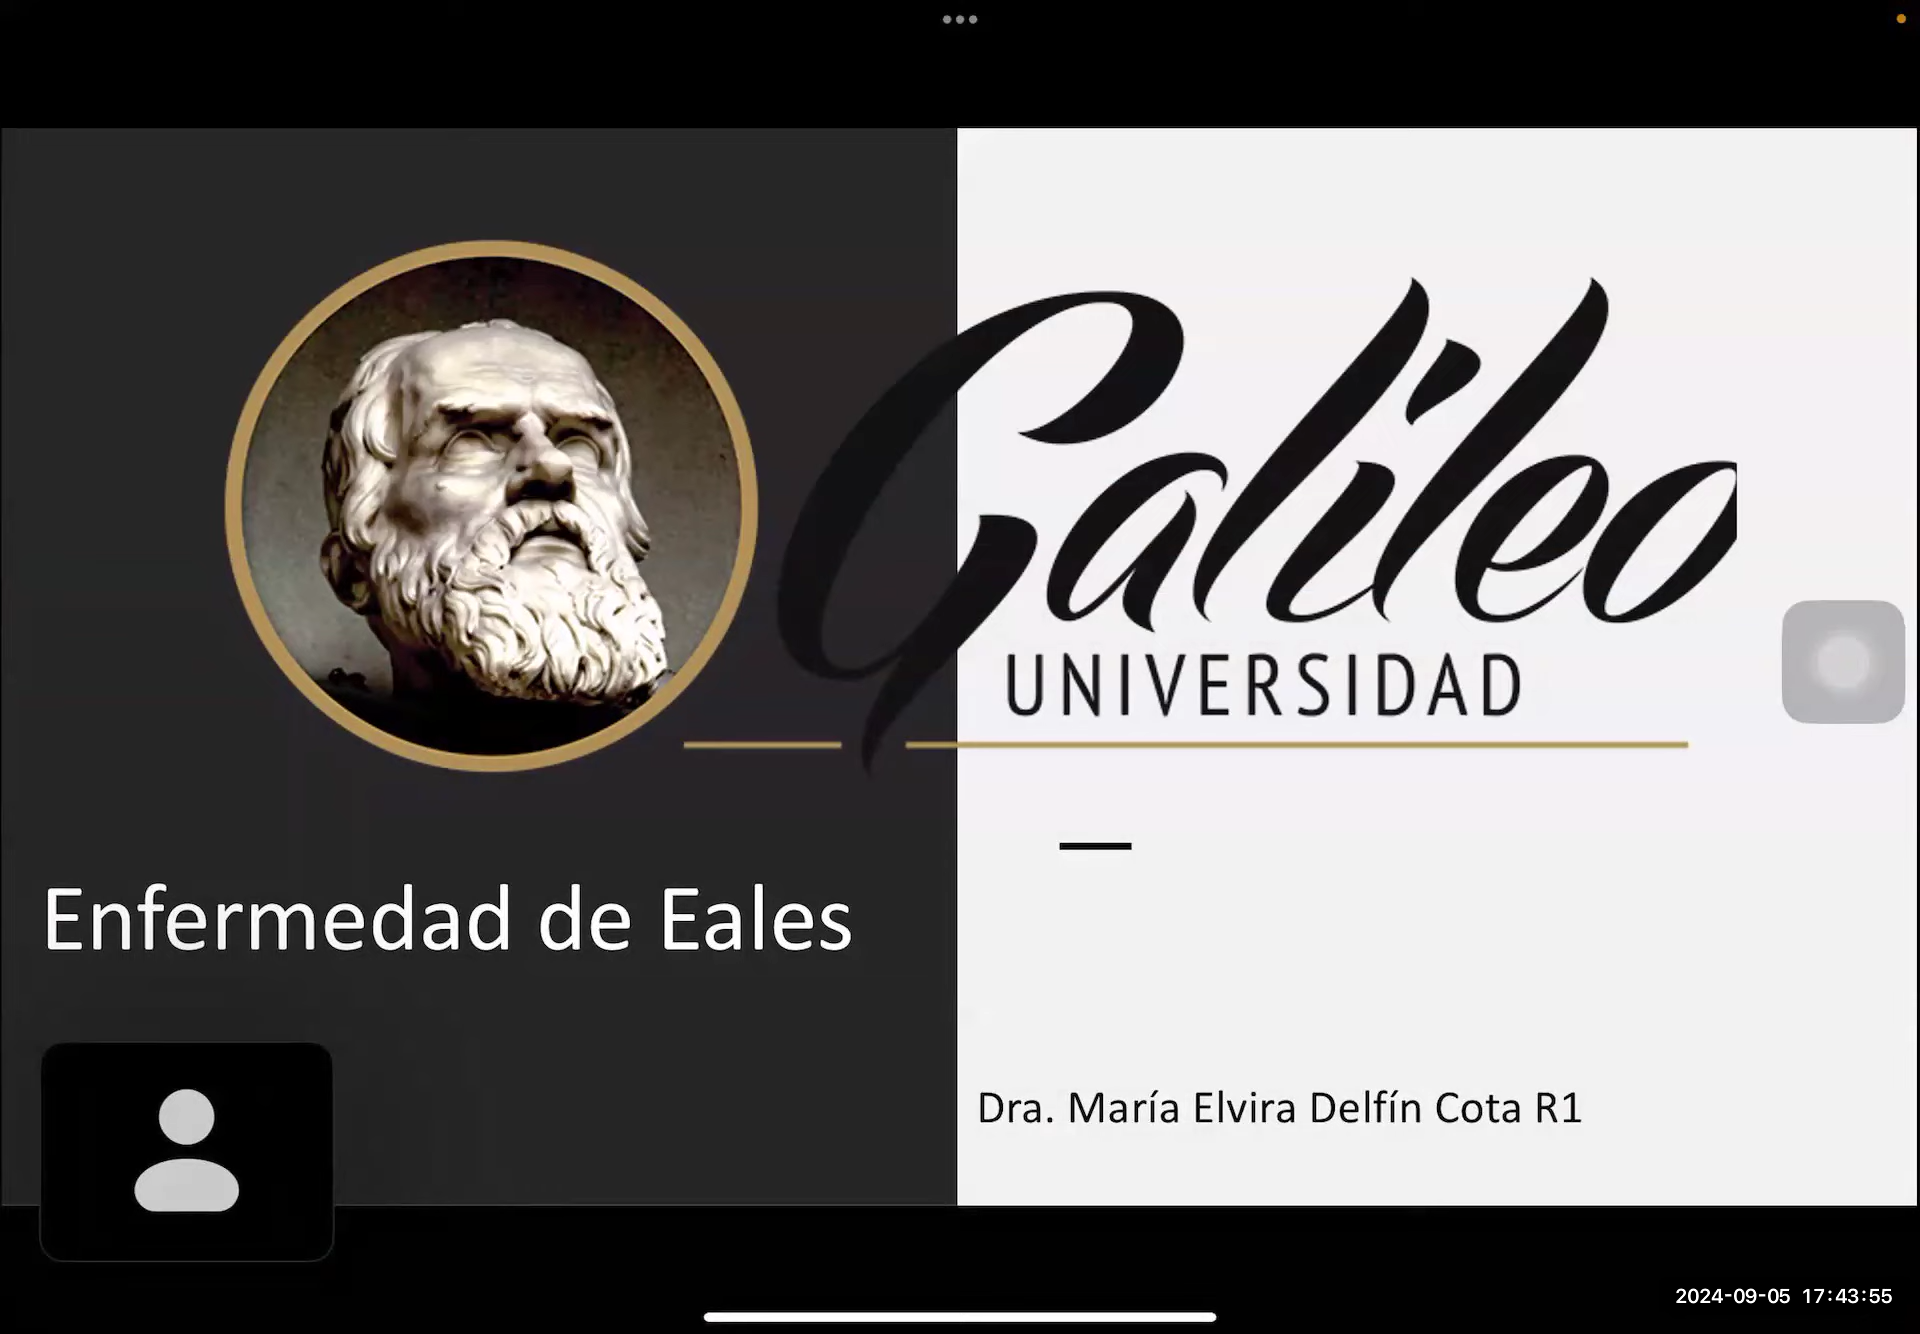 Galileo
UNIVERSIDAD
Enfermedad de Eales
Dra. María Elvira Delfín Cota R1
2024-09-05 17:43:55